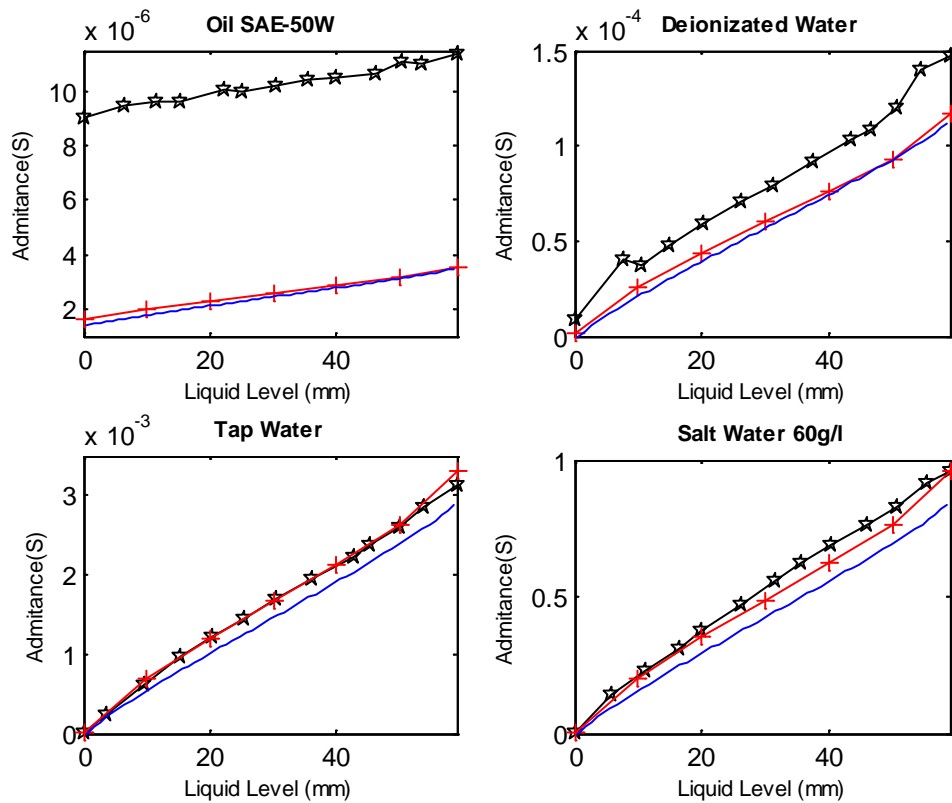 x 10^-6
Oil SAE-50W
10
8
6
4
2
Admitance(S)
0 20 40
Liquid Level (mm)
x 10^-4
Deionizated Water
1.5
1
0.5
0
Admitance(S)
0 20 40
Liquid Level (mm)
x 10^-3
Tap Water
3
2
1
0
Admitance(S)
0 20 40
Liquid Level (mm)
Salt Water 60g/l
1
0.5
0
Admitance(S)
0 20 40
Liquid Level (mm)